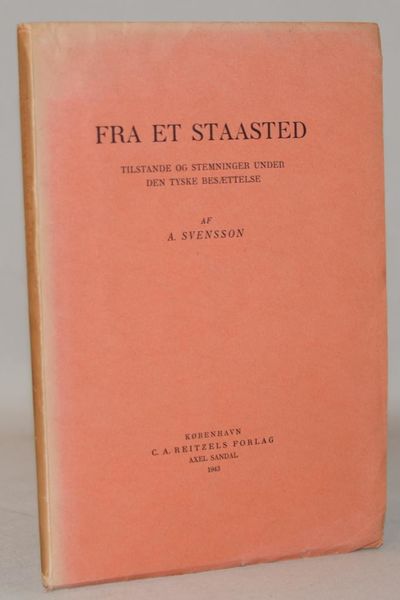 FRA ET STAASTED
TILSTANDE OG STEMNINGER UNDER
DEN TYSKE BESÆTTELSE
AF
A. SVENSSON
KØBENHAVN
C. A. REITZELS FORLAG
AXEL SANDAL
1943